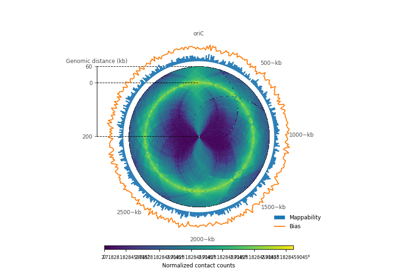 oriC
Genomic distance (kb)
60
500~kb
0
200
1000~kb
1500~kb
2500~kb
Mappability
Bias
2000~kb
Normalized contact counts